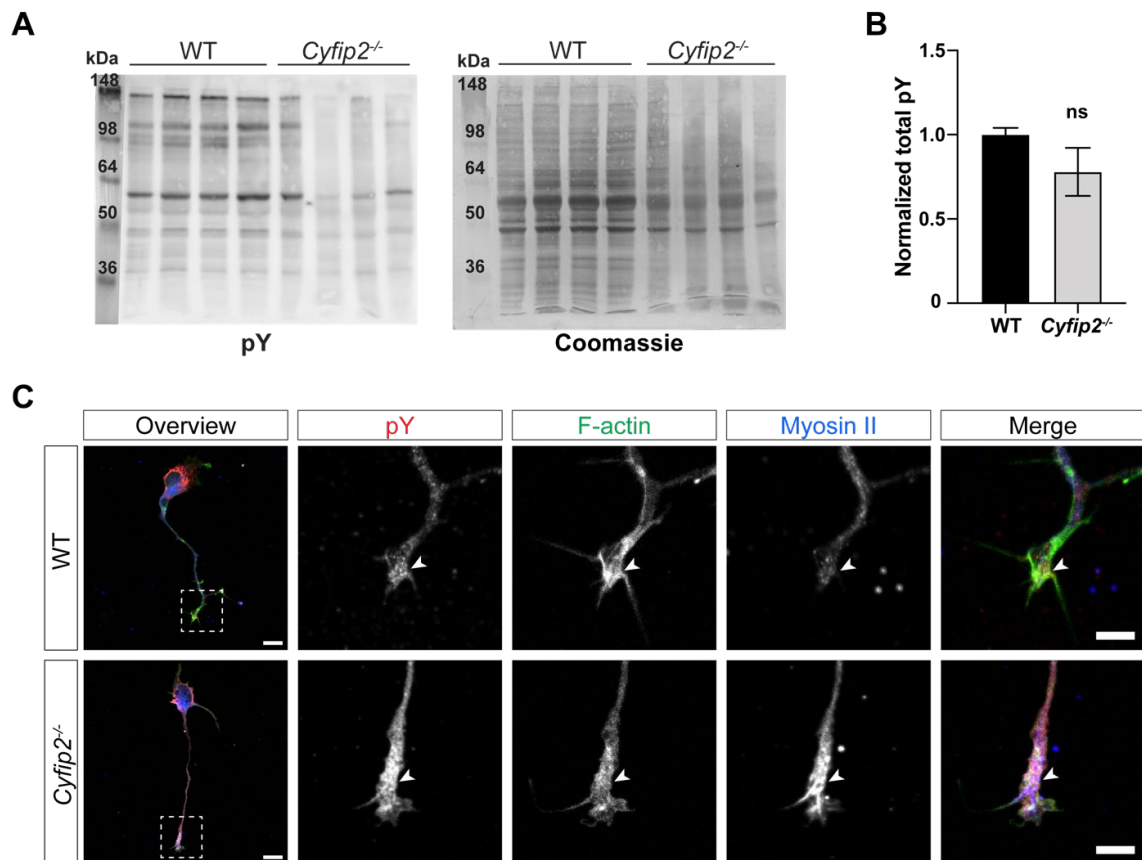 A
WT
Cyfip2-/-
WT
Cyfip2-/-
kDa
148
98
64
50
36
kDa
148
98
64
50
36
pY
Coomassie
B
Normalized total pY
1.5
1.0
0.5
0
ns
WT
Cyfip2-/-
C
Overview
pY
F-actin
Myosin II
Merge
WT
Cyfip2-/-